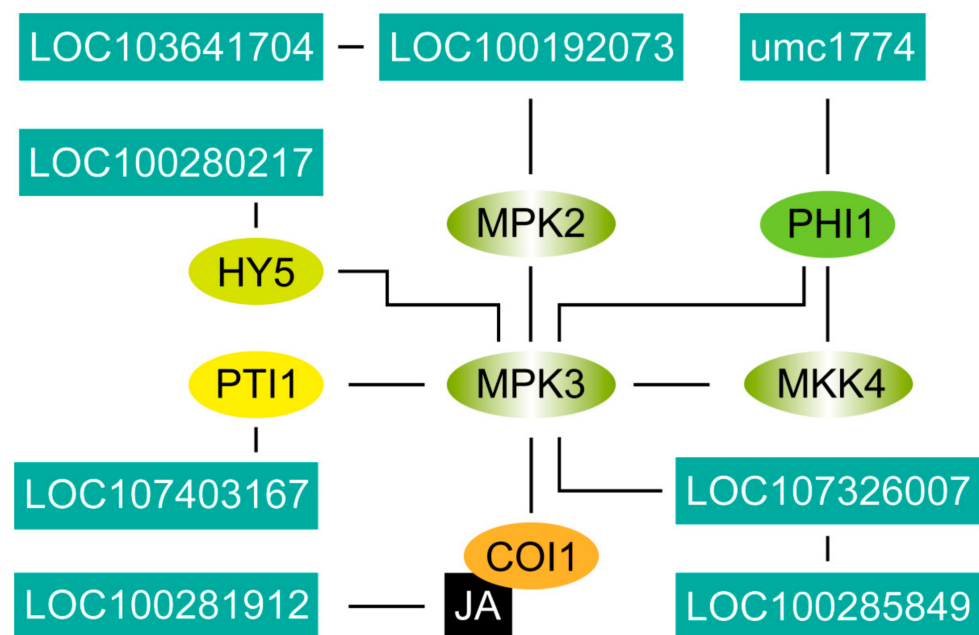 LOC103641704
LOC100192073
umc1774
LOC100280217
MPK2
PHI1
HY5
PTI1
MPK3
MKK4
LOC107403167
LOC107326007
COI1
LOC100281912
JA
LOC100285849